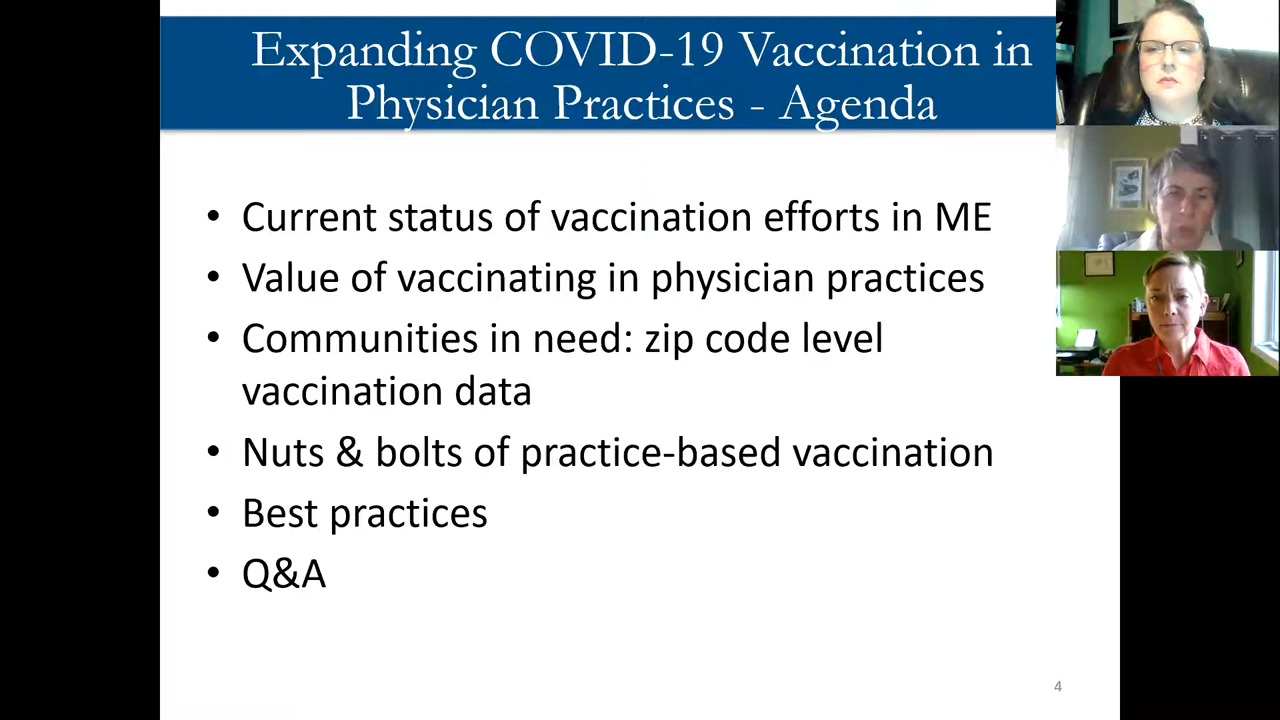 Expanding COVID-19 Vaccination in
Physician Practices - Agenda
• Current status of vaccination efforts in ME
• Value of vaccinating in physician practices
• Communities in need: zip code level
vaccination data
• Nuts & bolts of practice-based vaccination
• Best practices
• Q&A
4